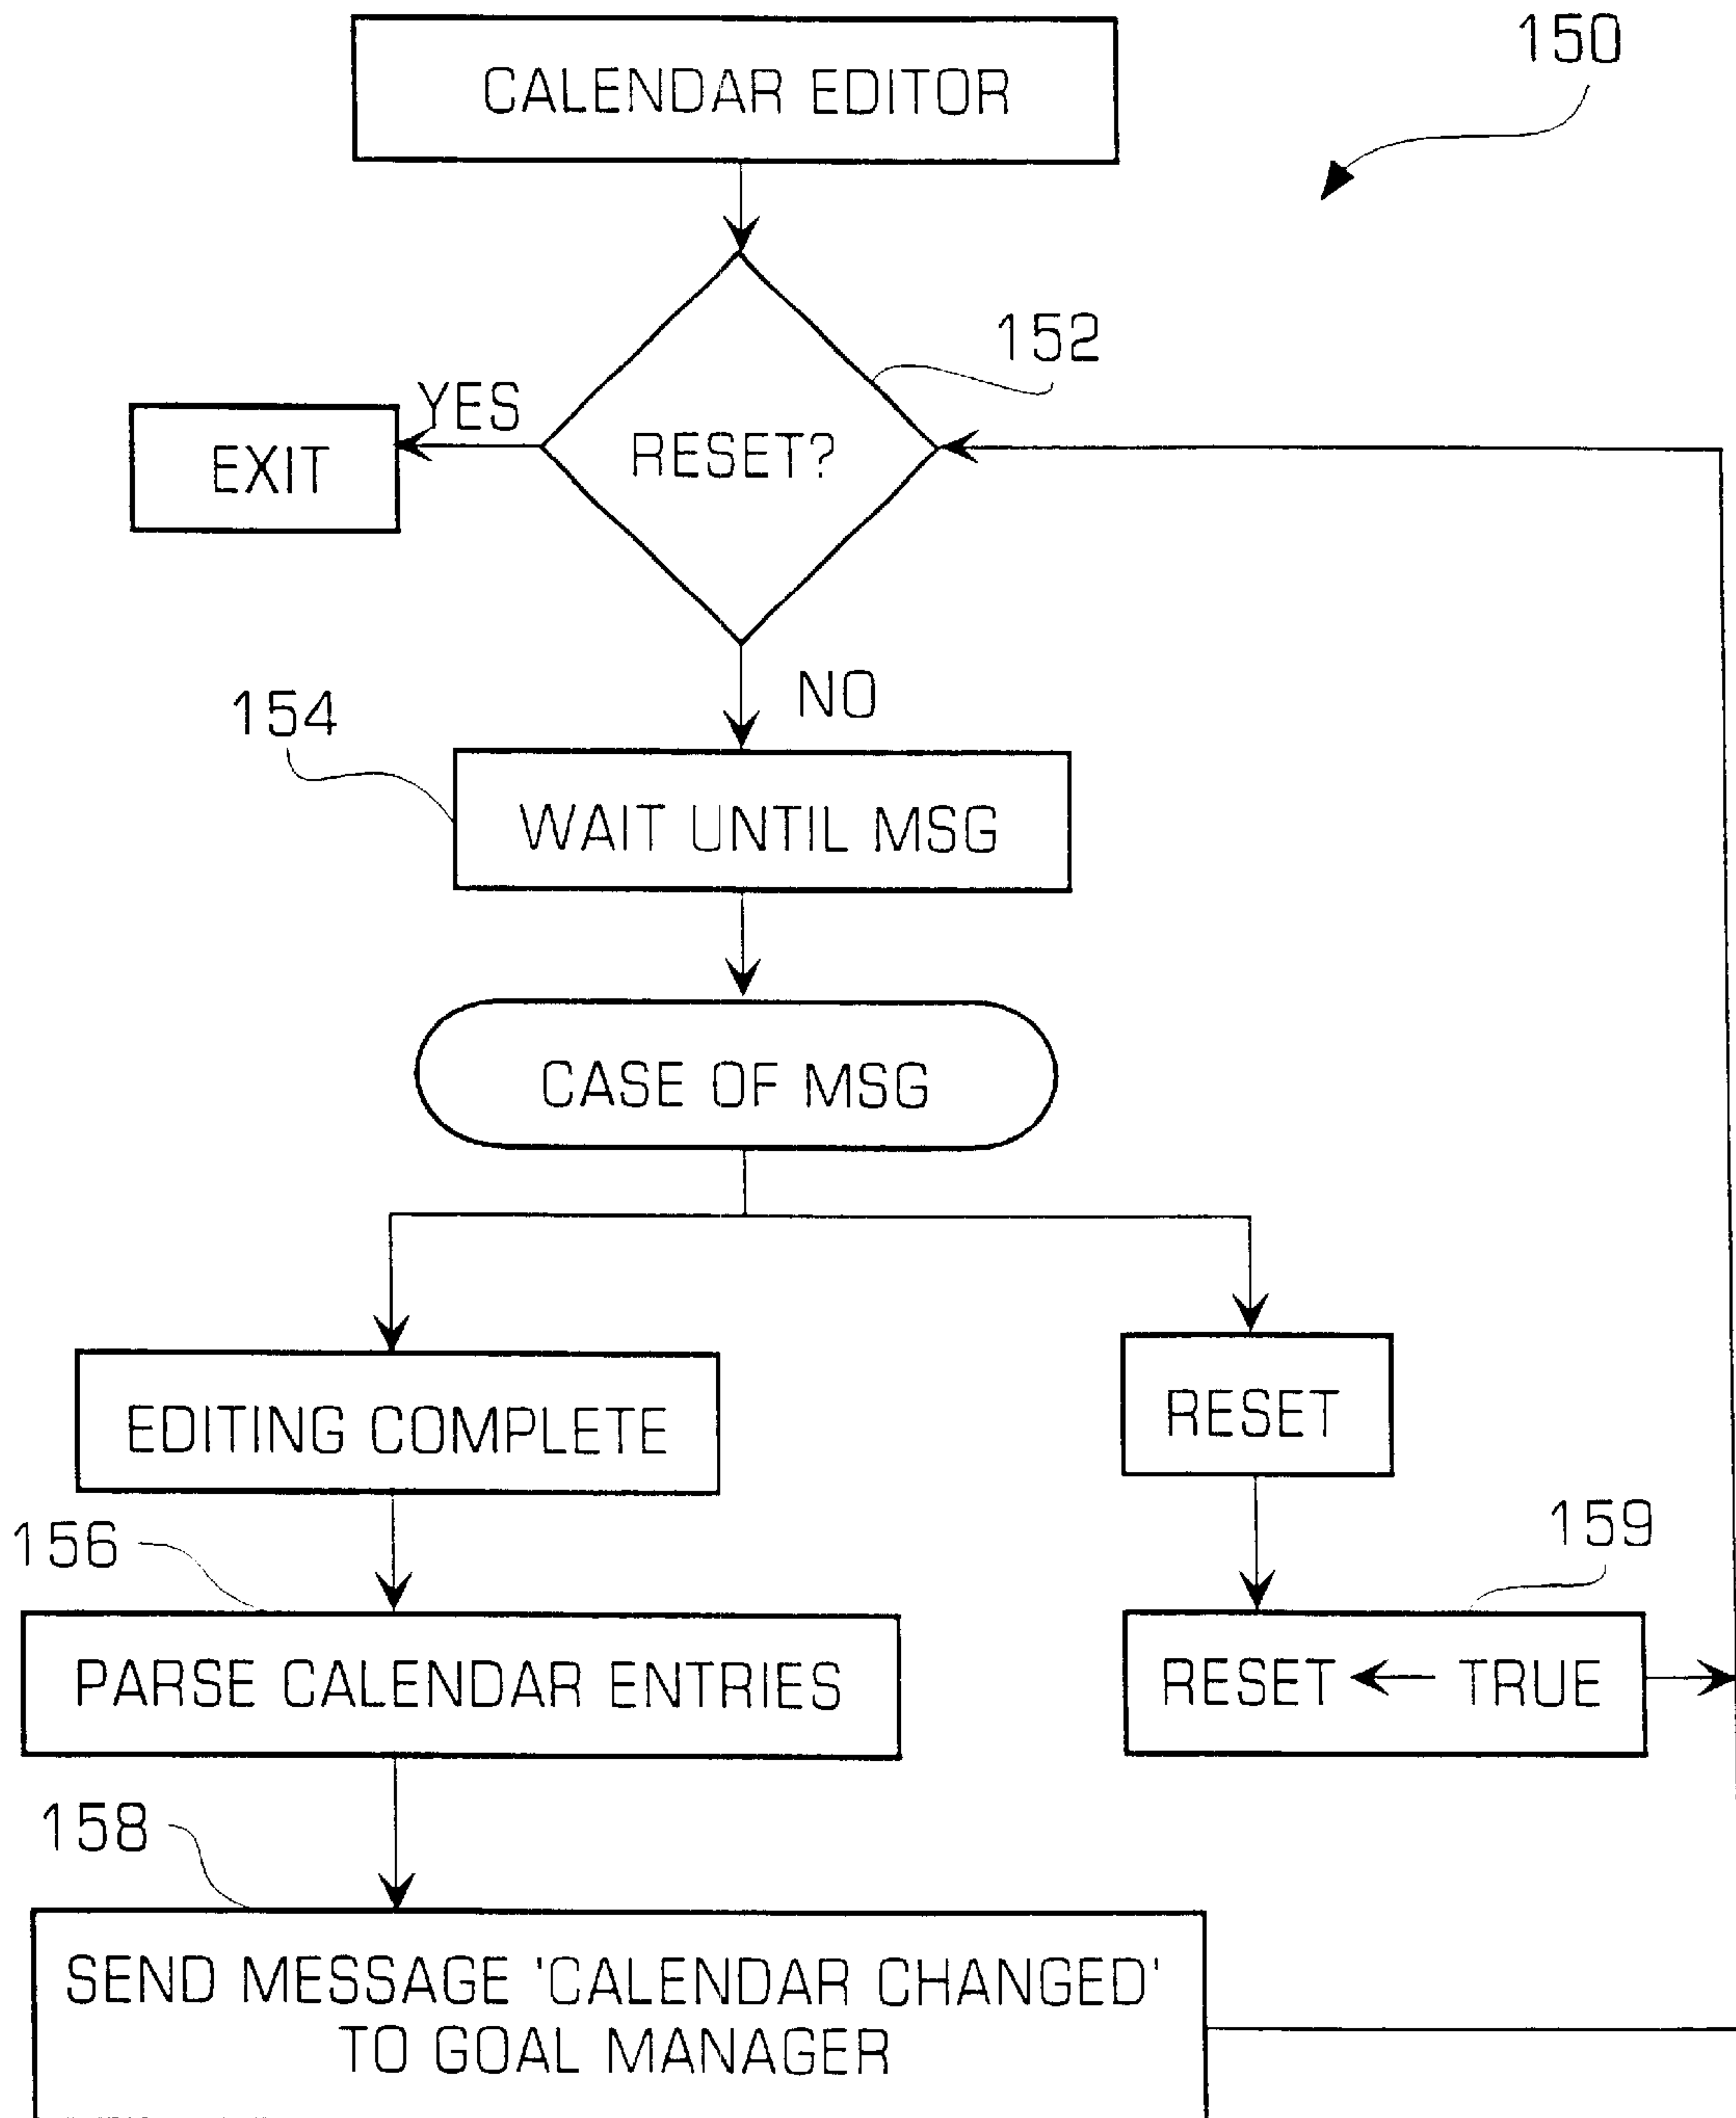 CALENDAR EDITOR
150
152
YES
EXIT
RESET?
NO
154
WAIT UNTIL MSG
CASE OF MSG
EDITING COMPLETE
RESET
156
159
PARSE CALENDAR ENTRIES
RESET ← TRUE
158
SEND MESSAGE 'CALENDAR CHANGED'
TO GOAL MANAGER